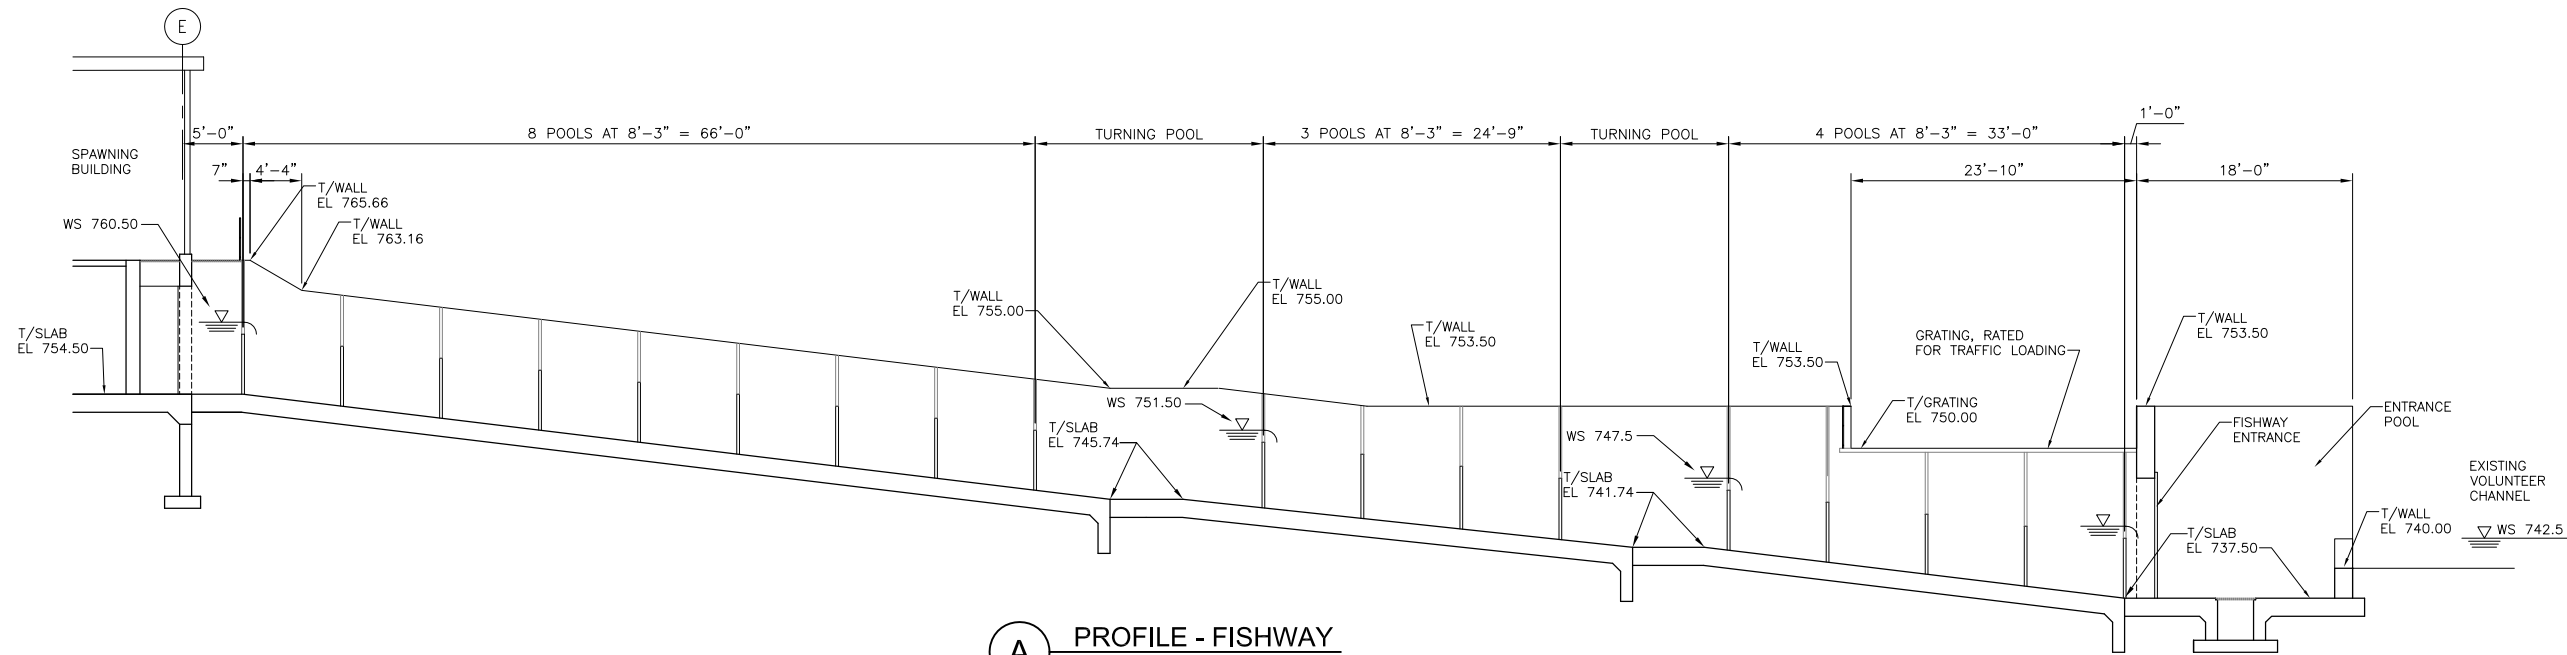 E
5'-0"
8 POOLS AT 8'-3" = 66'-0"
TURNING POOL
3 POOLS AT 8'-3" = 24'-9"
TURNING POOL
4 POOLS AT 8'-3" = 33'-0"
1'-0"
SPAWNING
BUILDING
7"
4'-4"
23'-10"
18'-0"
T/WALL
EL 765.66
WS 760.50
T/WALL
EL 763.16
T/WALL
EL 755.00
T/WALL
EL 755.00
T/SLAB
EL 754.50
T/WALL
EL 753.50
T/WALL
EL 753.50
GRATING, RATED
FOR TRAFFIC LOADING
T/WALL
EL 753.50
WS 751.50
T/SLAB
EL 745.74
WS 747.5
T/SLAB
EL 741.74
T/GRATING
EL 750.00
FISHWAY
ENTRANCE
ENTRANCE
POOL
EXISTING
VOLUNTEER
CHANNEL
T/SLAB
EL 737.50
T/WALL
EL 740.00
WS 742.5
A
PROFILE - FISHWAY